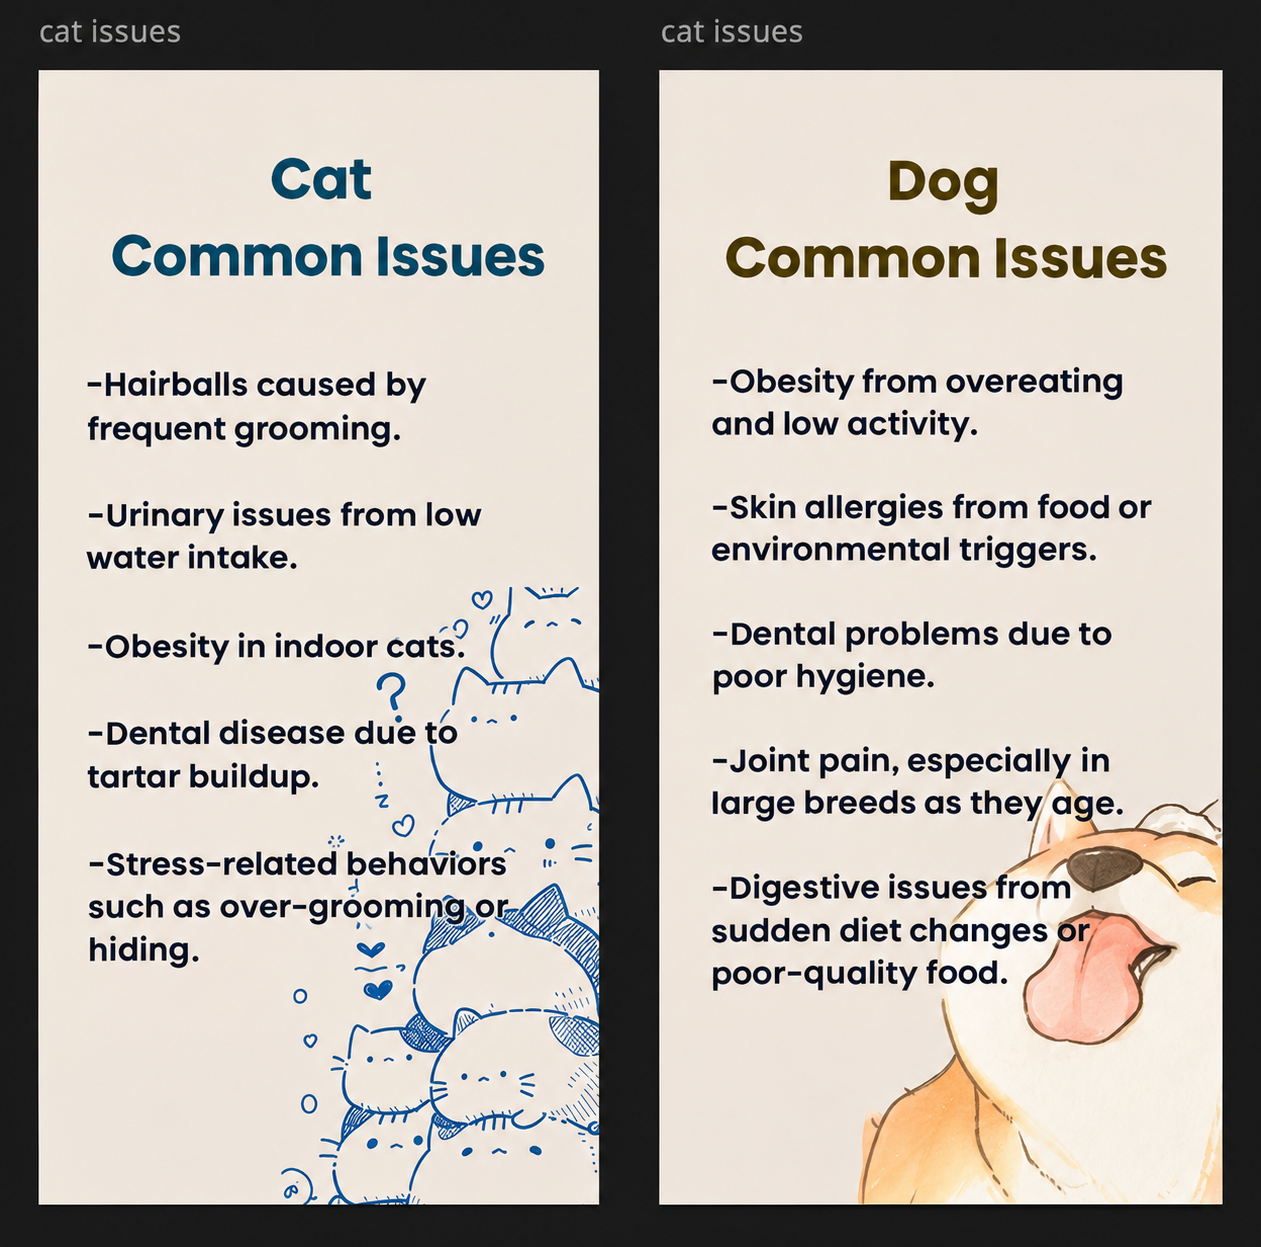 cat issues
Cat
Common Issues
-Hairballs caused by
frequent grooming.
-Urinary issues from low
water intake.
-Obesity in indoor cats.
?
-Dental disease due to
tartar buildup.
z
-Stress-related behaviors
such as over-grooming or
hiding.
cat issues
Dog
Common Issues
-Obesity from overeating
and low activity.
-Skin allergies from food or
environmental triggers.
-Dental problems due to
poor hygiene.
-Joint pain, especially in
large breeds as they age.
-Digestive issues from
sudden diet changes or
poor-quality food.